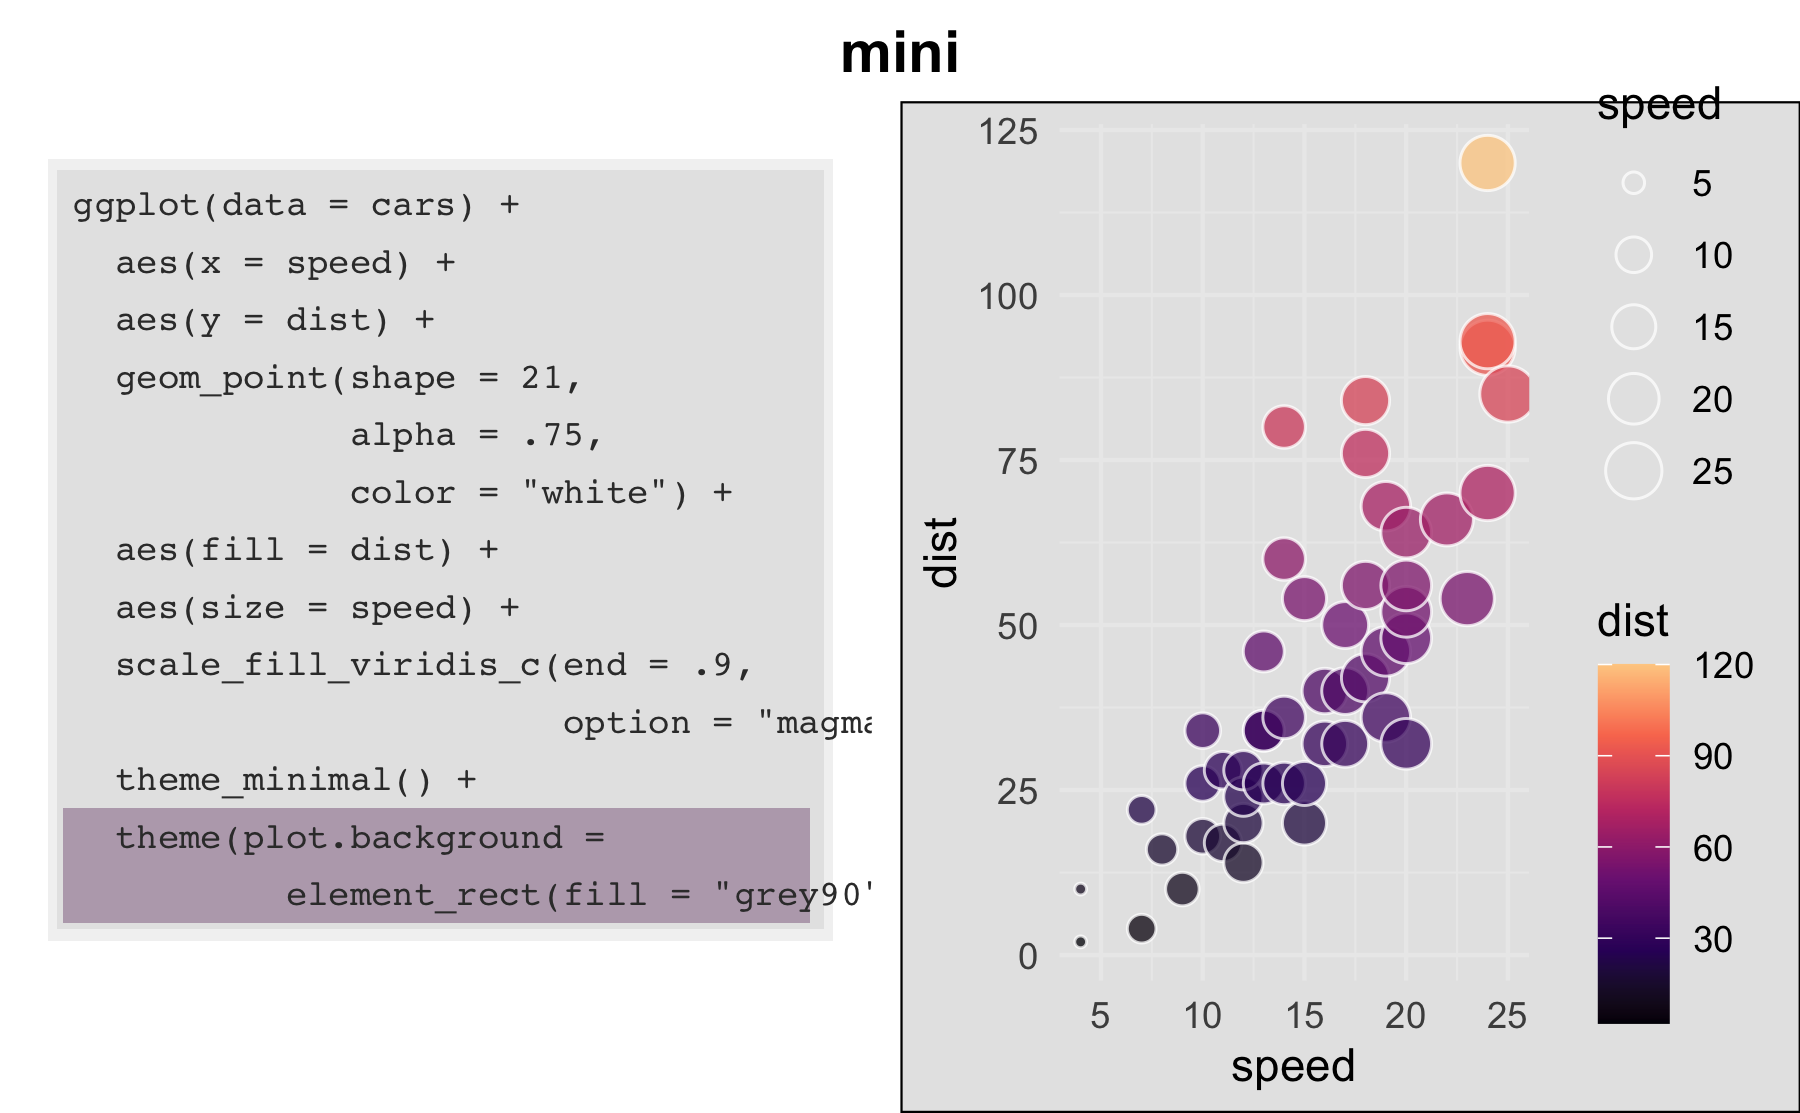 mini
ggplot(data = cars) +
aes(x = speed) +
aes(y = dist) +
geom_point(shape = 21,
alpha = .75,
color = "white") +
aes(fill = dist) +
aes(size = speed) +
scale_fill_viridis_c(end = .9,
option = "magma
theme_minimal() +
theme(plot.background =
element_rect(fill = "grey90"
125
100
75
50
25
0
dist
5
10
15
20
25
speed
speed
5
10
15
20
25
dist
120
90
60
30